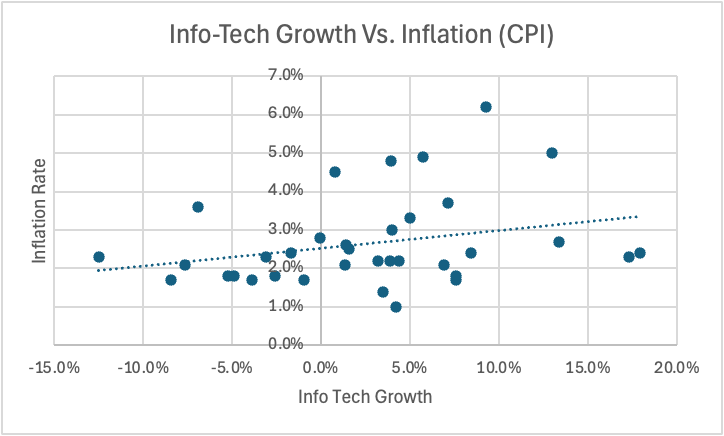 Info-Tech Growth Vs. Inflation (CPI)
7.0%
6.0%
5.0%
4.0%
3.0%
2.0%
1.0%
0.0%
Inflation Rate
-15.0% -10.0% -5.0% 0.0% 5.0% 10.0% 15.0% 20.0%
Info Tech Growth